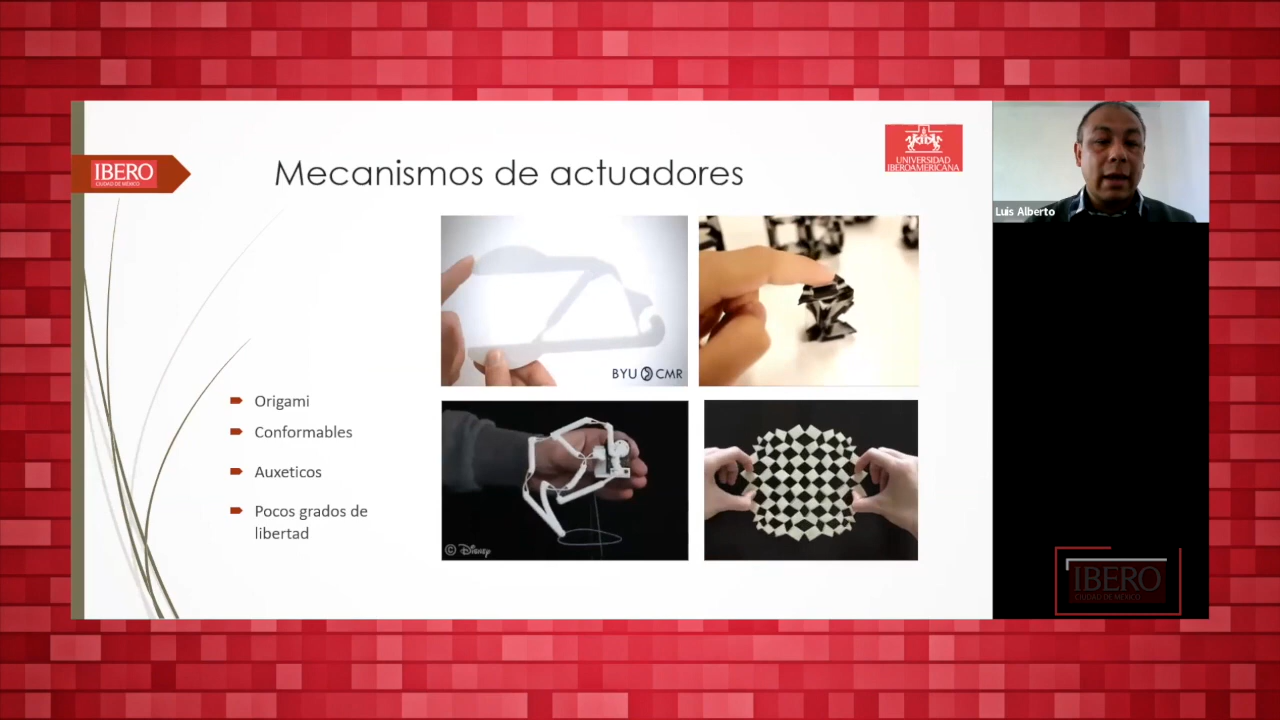 IBERO
CIUDAD DE MÉXICO
Mecanismos de actuadores
UNIVERSIDAD
IBEROAMERICANA
Luis Alberto
BYU CMR
Origami
Conformables
Auxeticos
Pocos grados de
libertad
© Disney
IBERO
CIUDAD DE MÉXICO